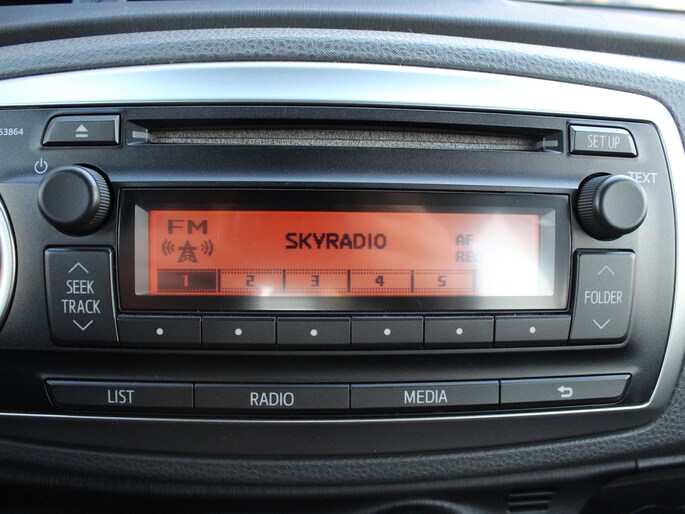 53864
SET UP
TEXT
FM
SKYRADIO
AF
1 2 3 4 5
SEEK
TRACK
FOLDER
LIST RADIO MEDIA